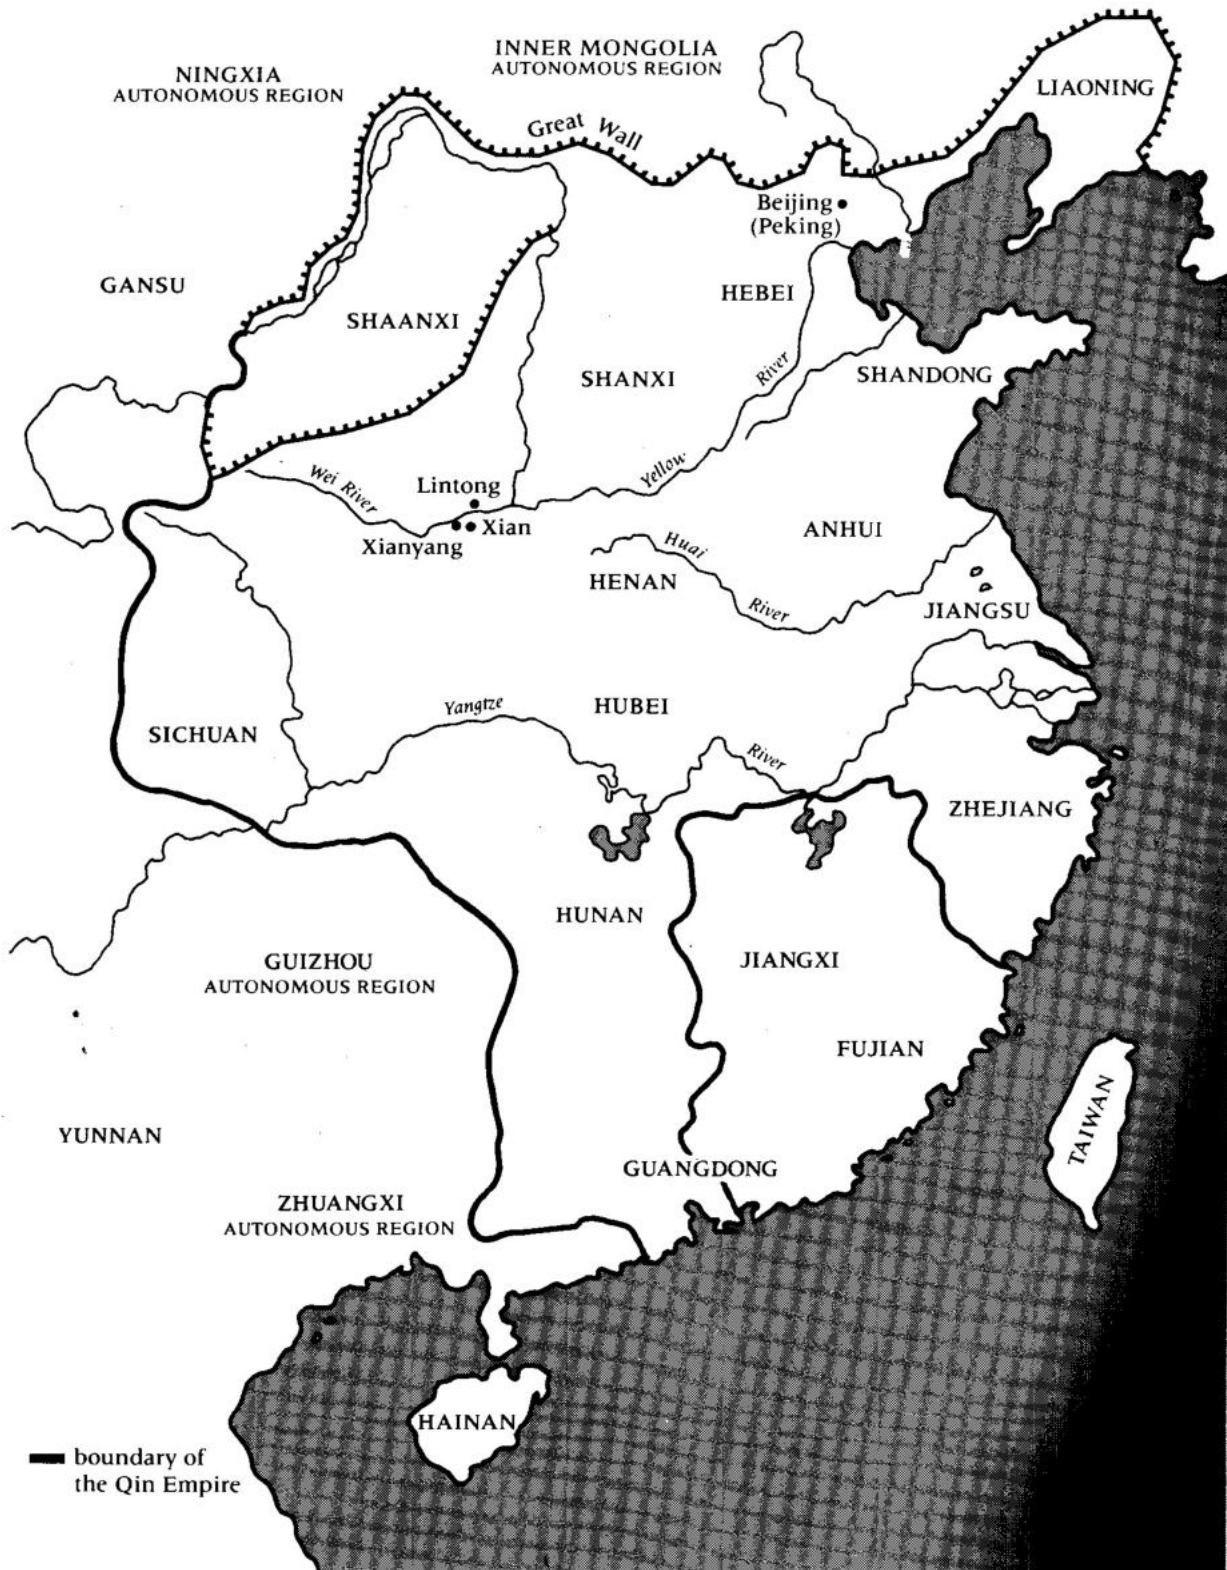 INNER MONGOLIA
AUTONOMOUS REGION
NINGXIA
AUTONOMOUS REGION
LIAONING
Great Wall
Beijing
(Peking)
GANSU
HEBEI
SHAANXI
SHANXI
River
SHANDONG
Yellow
Wei River
Lintong
Xian
Xianyang
ANHUI
Huai
HENAN
River
JIANGSU
Yangtze
HUBEI
SICHUAN
River
ZHEJIANG
HUNAN
JIANGXI
GUIZHOU
AUTONOMOUS REGION
FUJIAN
TAIWAN
YUNNAN
GUANGDONG
ZHUANGXI
AUTONOMOUS REGION
HAINAN
boundary of
the Qin Empire